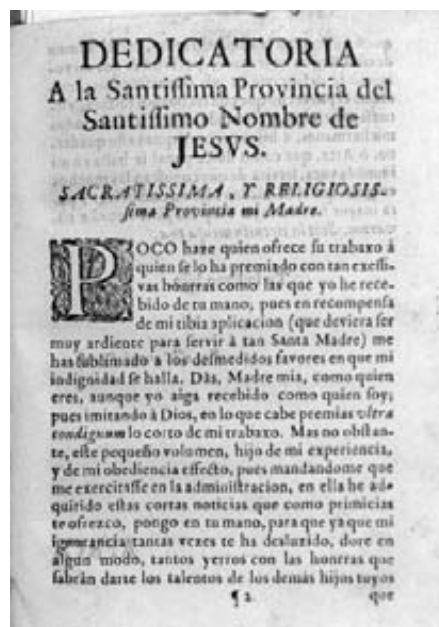 DEDICATORIA
A la Santiſſima Provincia del
Santiſſimo Nombre de
JESVS.
SACRATISSIMA, Y RELIGIOSIS-
ſima Provincia mi Madre.
POCO haze quien ofrece ſu trabaxo á
quien ſe lo ha premiado con tan exeſſi-
vas honrras como las que yo he rece-
bido de tu mano, pues en recompenſa
de mi tibia aplicacion (que deviera ſer
muy ardiente para ſervir à tan Santa Madre) me
has ſublimado a los deſmedidos favores en que mi
indignidad ſe halla. Dàs, Madre mia, como quien
eres, aunque yo aiga recebido como quien ſoy;
pues imitando à Dios, en lo que cabe premias vltra
condignum lo corto de mi trabaxo. Mas no obſtan-
te, eſte pequeño volumen, hijo de mi experiencia,
y de mi obediencia effecto, pues mandandome que
me exercitaſſe en la adminiſtracion, en ella he ad-
quirido eſtas cortas noticias que como primicias
te ofrezco, pongo en tu mano, para que ya que mi
ignorancia tantas vezes te ha desluzido, dore en
algun modo, tantos yerros con las honrras que
ſabràn darte los talentos de los demás hijos tuyos
¶ 2. que